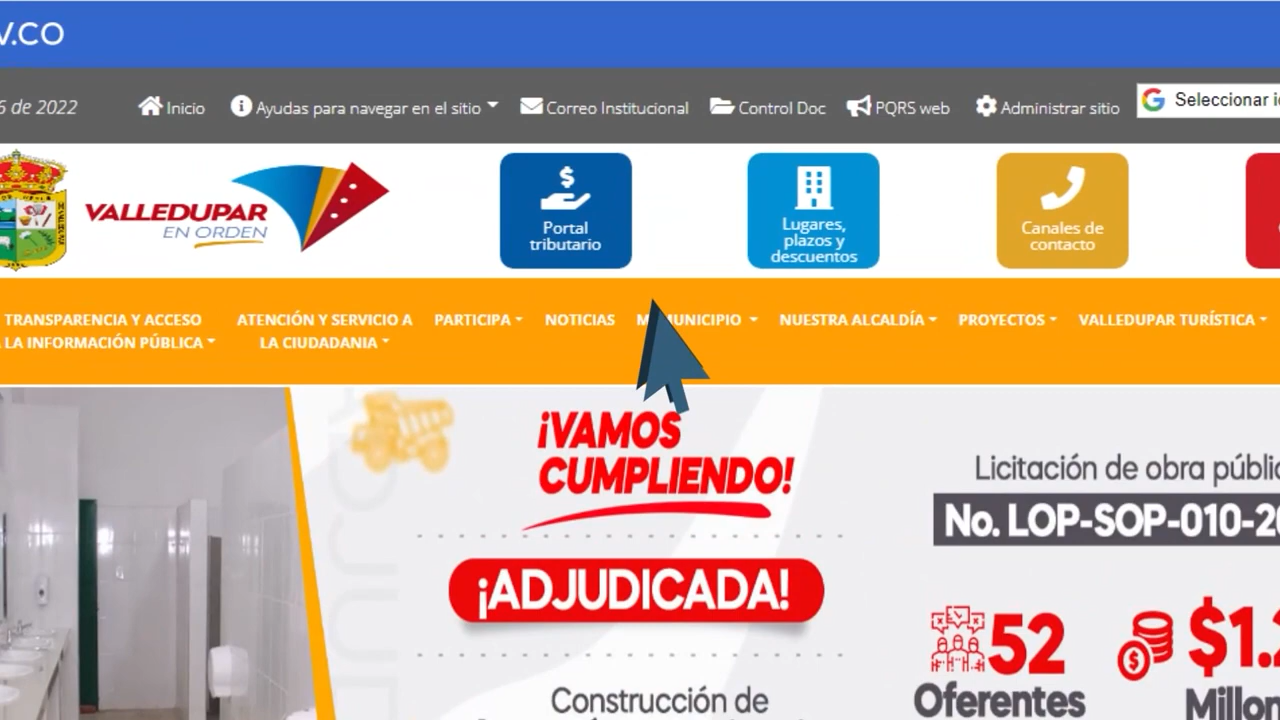 V.CO
6 de 2022
Inicio
Ayudas para navegar en el sitio
Correo Institucional
Control Doc
PQRS web
Administrar sitio
Seleccionar
VALLEDUPAR
EN ORDEN
Portal
tributario
Lugares,
plazos y
descuentos
Canales de
contacto
TRANSPARENCIA Y ACCESO
LA INFORMACIÓN PÚBLICA
ATENCIÓN Y SERVICIO A
LA CIUDADANIA
PARTICIPA
NOTICIAS
MUNICIPIO
NUESTRA ALCALDÍA
PROYECTOS
VALLEDUPAR TURÍSTICA
¡VAMOS
CUMPLIENDO!
¡ADJUDICADA!
Construcción de
Licitación de obra
No. LOP-SOP-010-20
52
Oferentes
$1.2